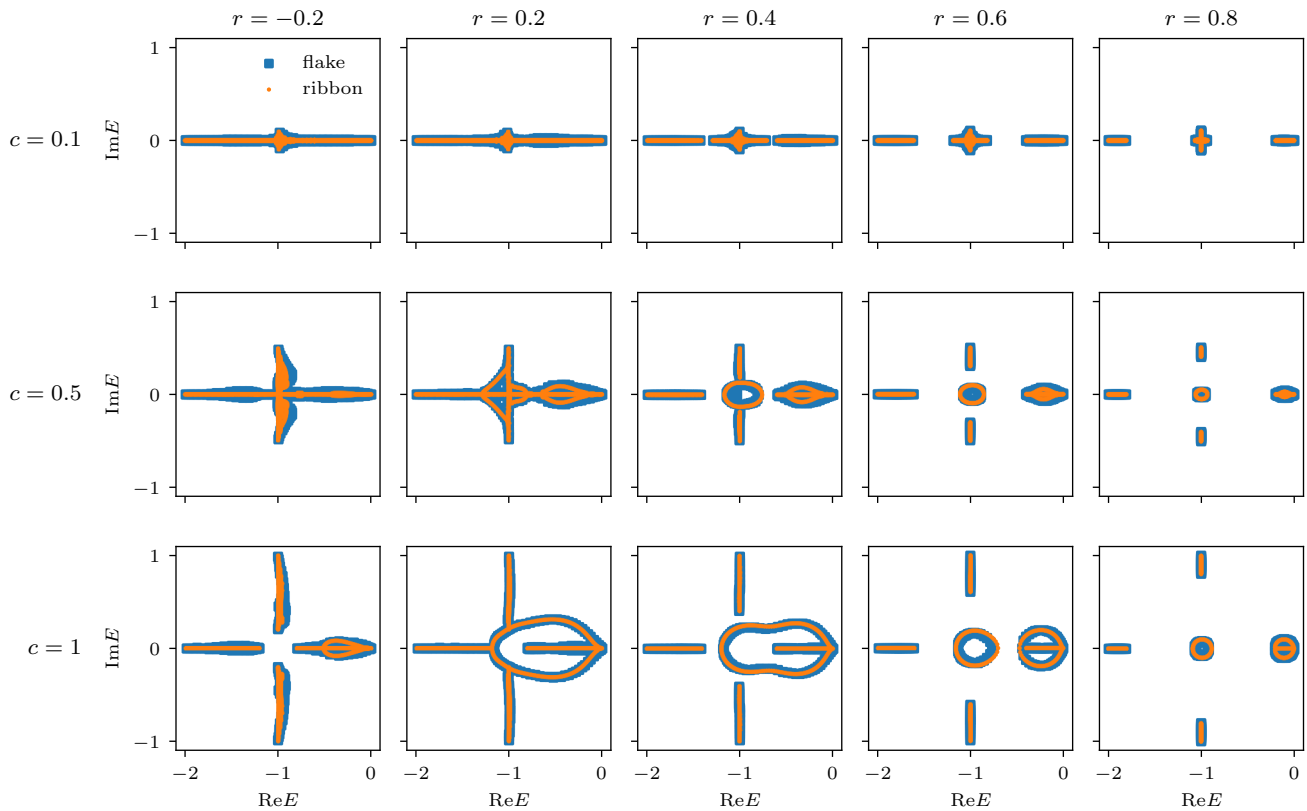 r = −0.2 r = 0.2 r = 0.4 r = 0.6 r = 0.8
flake
ribbon
c = 0.1 ImE 1 0 −1
c = 0.5 ImE 1 0 −1
c = 1 ImE 1 0 −1
−2 −1 0 −2 −1 0 −2 −1 0 −2 −1 0 −2 −1 0
ReE ReE ReE ReE ReE